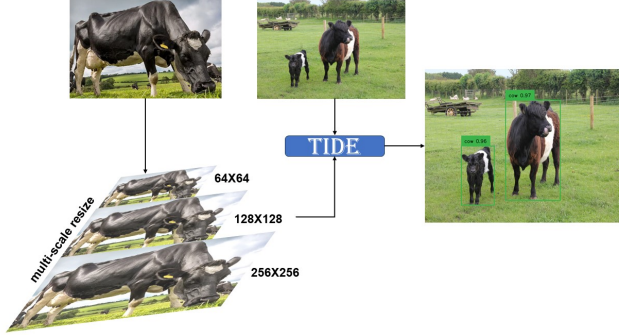 TIDE
cow 0.97
cow 0.96
64X64
128X128
256X256
multi-scale resize